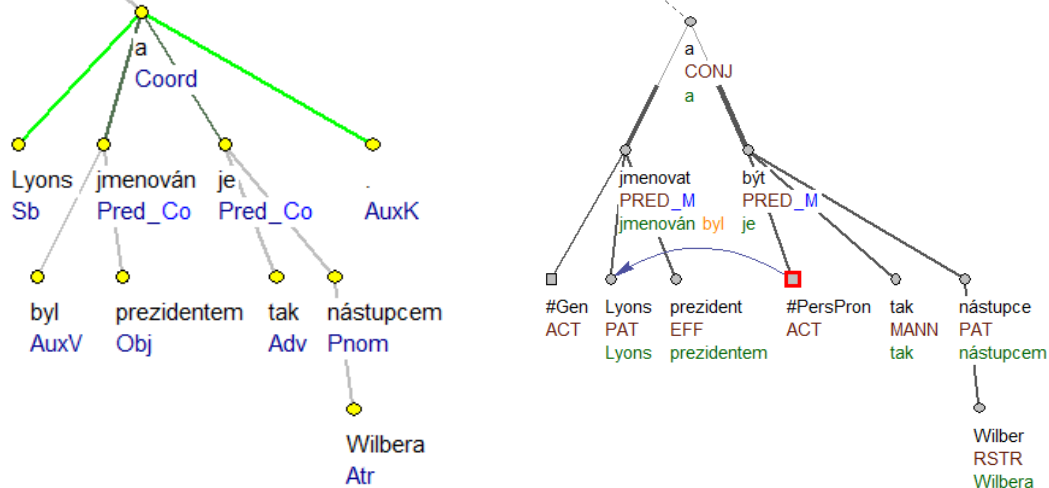 a
Coord
Lyons jmenován je .
Sb Pred_Co Pred_Co AuxK
byl prezidentem tak nástupcem
AuxV Obj Adv Pnom
Wilbera
Atr
a
CONJ
a
jmenovat být
PRED_M PRED_M
jmenován byl je
#Gen Lyons prezident #PersPron tak nástupce
ACT PAT EFF ACT MANN PAT
Lyons prezidentem tak nástupcem
Wilber
RSTR
Wilbera